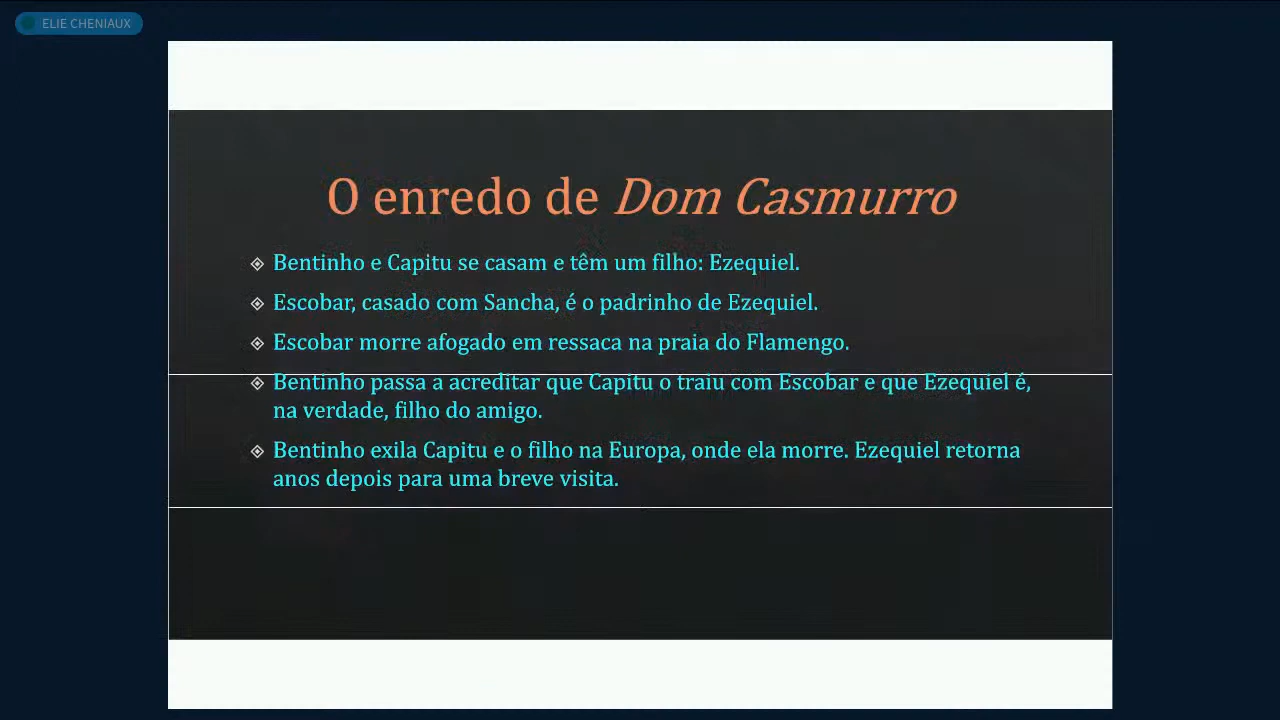 ELIE CHENIAUX
O enredo de Dom Casmurro
Bentinho e Capitu se casam e têm um filho: Ezequiel.
Escobar, casado com Sancha, é o padrinho de Ezequiel.
Escobar morre afogado em ressaca na praia do Flamengo.
Bentinho passa a acreditar que Capitu o traiu com Escobar e que Ezequiel é,
na verdade, filho do amigo.
Bentinho exila Capitu e o filho na Europa, onde ela morre. Ezequiel retorna
anos depois para uma breve visita.